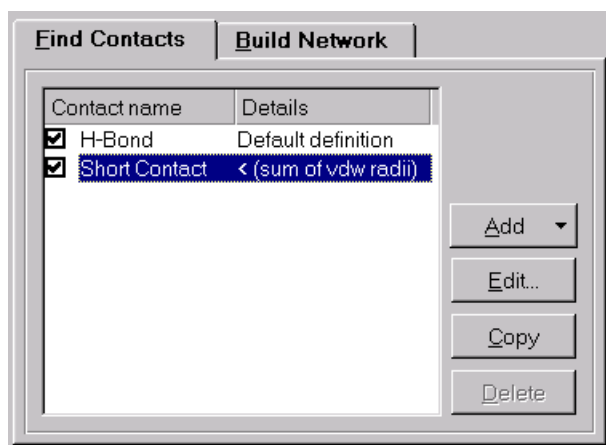 Find Contacts Build Network
Contact name Details
H-Bond Default definition
Short Contact < (sum of vdw radii)
Add
Edit...
Copy
Delete